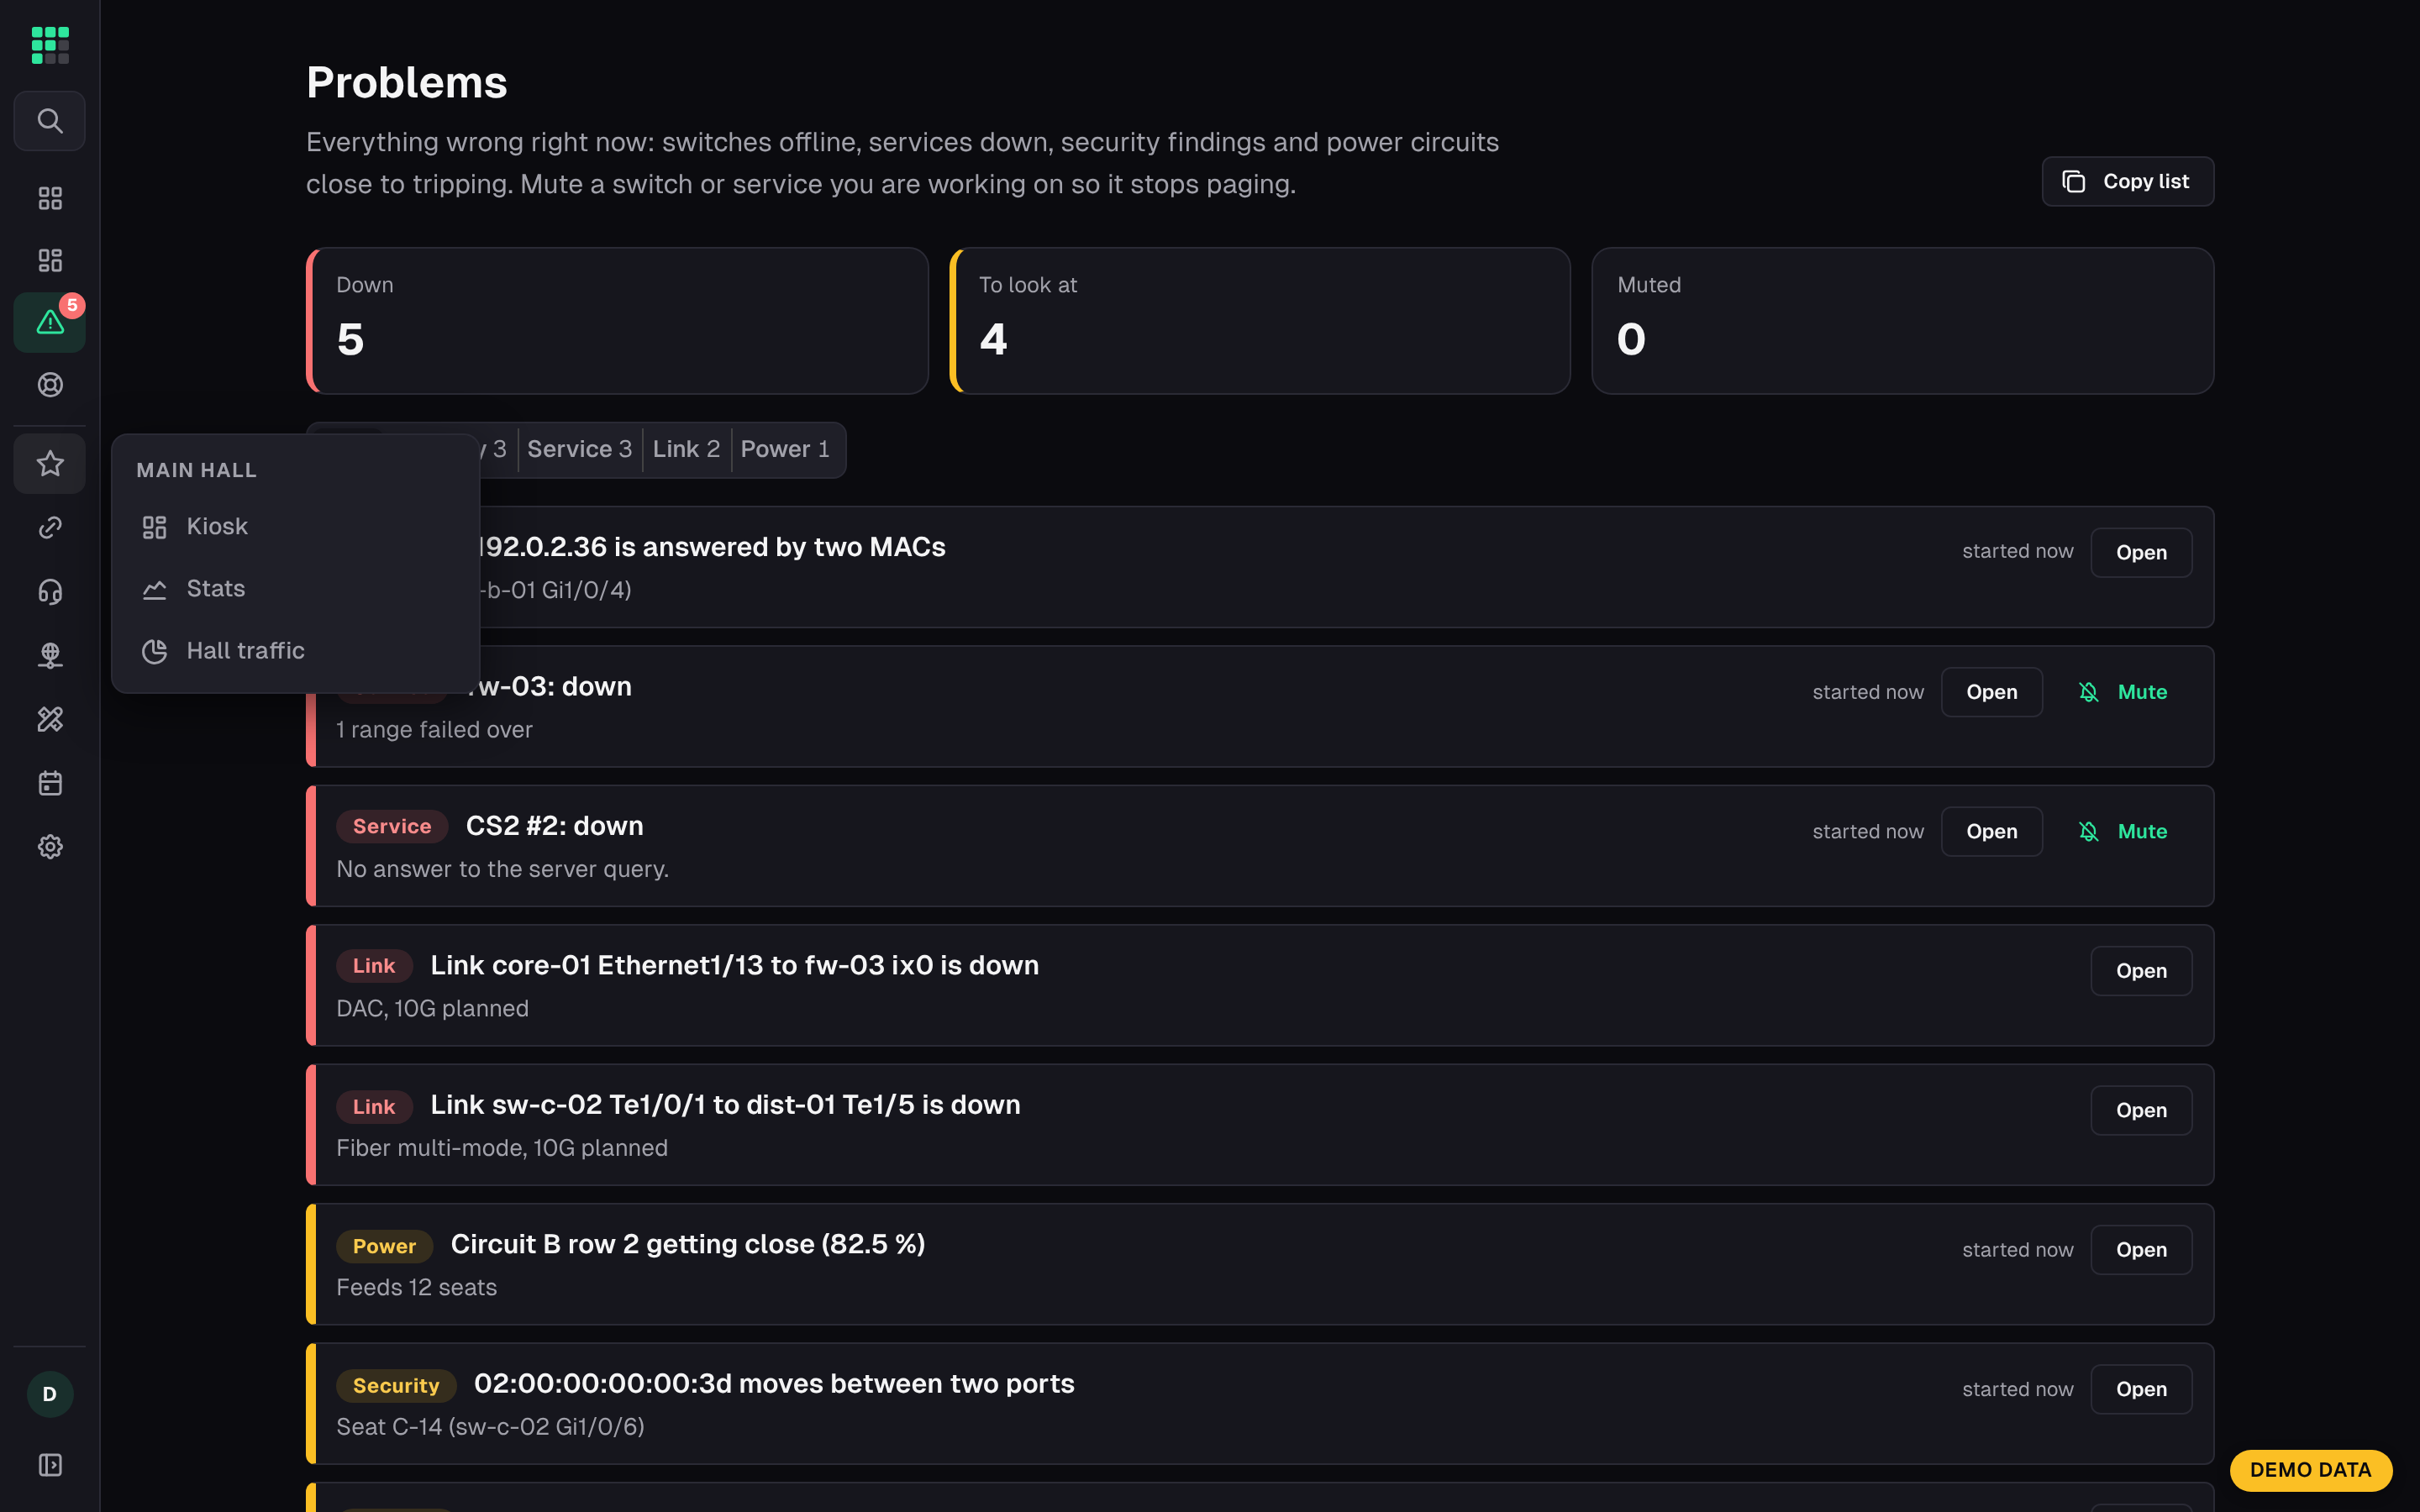 Problems
Everything wrong right now: switches offline, services down, security findings and power circuits
close to tripping. Mute a switch or service you are working on so it stops paging.
Copy list
5
Down
5
To look at
4
Muted
0
y 3
Service 3
Link 2
Power 1
MAIN HALL
Kiosk
Stats
Hall traffic
192.0.2.36 is answered by two MACs
-b-01 Gi1/0/4)
started now
Open
fw-03: down
1 range failed over
started now
Open
Mute
Service
CS2 #2: down
No answer to the server query.
started now
Open
Mute
Link
Link core-01 Ethernet1/13 to fw-03 ix0 is down
DAC, 10G planned
Open
Link
Link sw-c-02 Te1/0/1 to dist-01 Te1/5 is down
Fiber multi-mode, 10G planned
Open
Power
Circuit B row 2 getting close (82.5 %)
Feeds 12 seats
started now
Open
Security
02:00:00:00:00:3d moves between two ports
Seat C-14 (sw-c-02 Gi1/0/6)
started now
Open
D
DEMO DATA